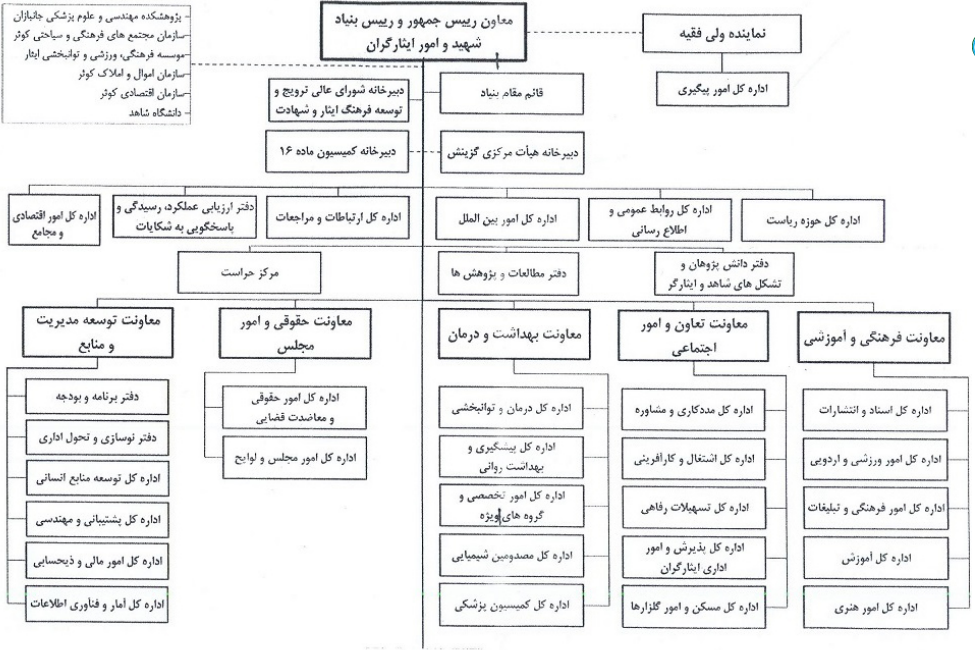 معاون رییس جمهور و رییس بنیاد
شهید و امور ایثارگران
نماینده ولی فقیه
اداره کل امور پیگیری
- پژوهشکده مهندسی و علوم پزشکی جانبازان
-سازمان مجتمع های فرهنگی و سیاحتی کوثر
-موسسه فرهنگی، ورزشی و توانبخشی ایثار
-سازمان اموال و املاک کوثر
-سازمان اقتصادی کوثر
- دانشگاه شاهد
قائم مقام بنیاد
دبیرخانه شورای عالی ترویج و
توسعه فرهنگ ایثار و شهادت
دبیرخانه هیأت مرکزی گزینش
دبیرخانه کمیسیون ماده ۱۶
اداره کل حوزه ریاست
اداره کل روابط عمومی و
اطلاع رسانی
اداره کل امور بین الملل
اداره کل ارتباطات و مراجعات
دفتر ارزیابی عملکرد، رسیدگی و
پاسخگویی به شکایات
اداره کل امور اقتصادی
و مجامع
دفتر دانش پژوهان و
تشکل های شاهد و ایثارگر
دفتر مطالعات و پژوهش ها
مرکز حراست
معاونت فرهنگی و آموزشی
اداره کل اسناد و انتشارات
اداره کل امور ورزشی و اردویی
اداره کل امور فرهنگی و تبلیغات
اداره کل آموزش
اداره کل امور هنری
معاونت تعاون و امور
اجتماعی
اداره کل مددکاری و مشاوره
اداره کل اشتغال و کارآفرینی
اداره کل تسهیلات رفاهی
اداره کل پذیرش و امور
اداری ایثارگران
اداره کل مسکن و امور گلزارها
معاونت بهداشت و درمان
اداره کل درمان و توانبخشی
اداره کل پیشگیری و
بهداشت روانی
اداره کل امور تخصصی و
گروه های ویژه
اداره کل مصدومین شیمیایی
اداره کل کمیسیون پزشکی
معاونت حقوقی و امور
مجلس
اداره کل امور حقوقی
و معاضدت قضایی
اداره کل امور مجلس و لوایح
معاونت توسعه مدیریت
و منابع
دفتر برنامه و بودجه
دفتر نوسازی و تحول اداری
اداره کل توسعه منابع انسانی
اداره کل پشتیبانی و مهندسی
اداره کل امور مالی و ذیحسابی
اداره کل آمار و فنآوری اطلاعات